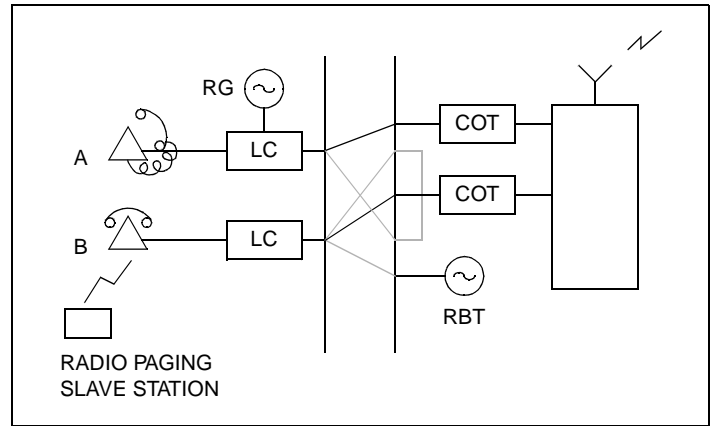 RG
COT
A
LC
COT
B
LC
RBT
RADIO PAGING
SLAVE STATION